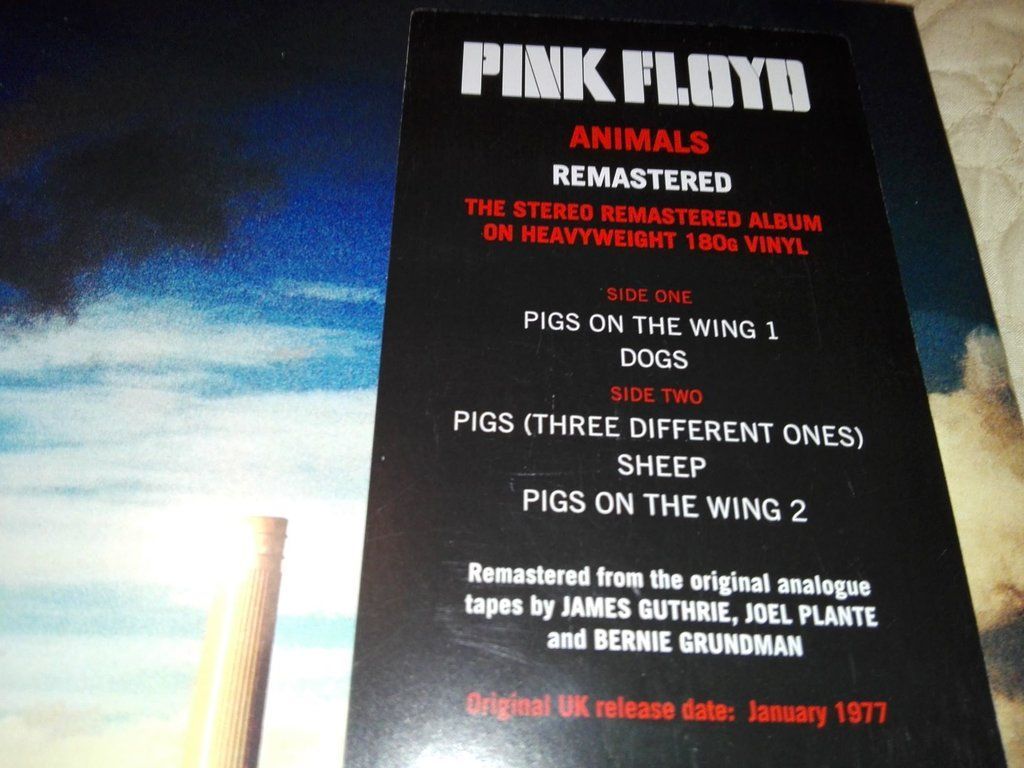 PINK FLOYD
ANIMALS
REMASTERED
THE STEREO REMASTERED ALBUM
ON HEAVYWEIGHT 180G VINYL
SIDE ONE
PIGS ON THE WING 1
DOGS
SIDE TWO
PIGS (THREE DIFFERENT ONES)
SHEEP
PIGS ON THE WING 2
Remastered from the original analogue
tapes by JAMES GUTHRIE, JOEL PLANTE
and BERNIE GRUNDMAN
Original UK release date: January 1977